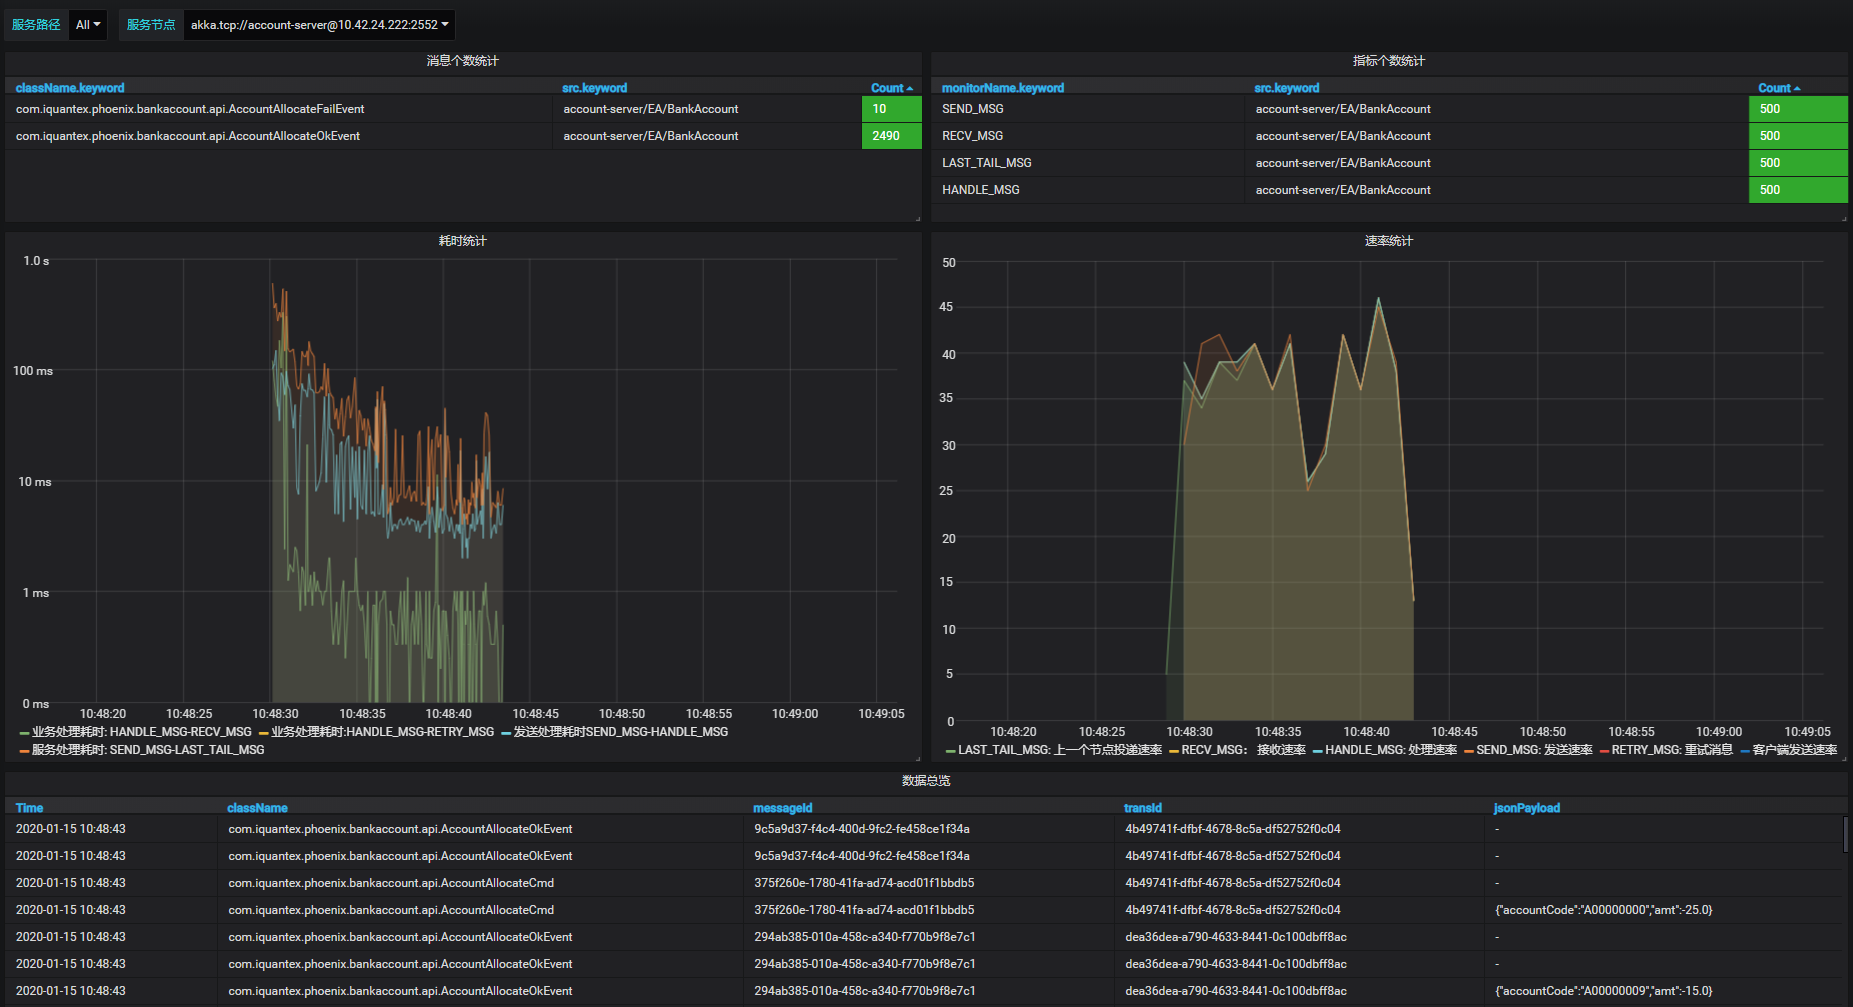 服务路径 All 服务节点 akka.tcp://account-server@10.42.24.222:2552
消息个数统计
className.keyword src.keyword Count
com.iquantex.phoenix.bankaccount.api.AccountAllocateFailEvent account-server/EA/BankAccount 10
com.iquantex.phoenix.bankaccount.api.AccountAllocateOkEvent account-server/EA/BankAccount 2490
指标个数统计
monitorName.keyword src.keyword Count
SEND_MSG account-server/EA/BankAccount 500
RECV_MSG account-server/EA/BankAccount 500
LAST_TAIL_MSG account-server/EA/BankAccount 500
HANDLE_MSG account-server/EA/BankAccount 500
耗时统计
1.0 s
100 ms
10 ms
1 ms
0 ms
10:48:20 10:48:25 10:48:30 10:48:35 10:48:40 10:48:45 10:48:50 10:48:55 10:49:00 10:49:05
业务处理耗时: HANDLE_MSG-RECV_MSG 业务处理耗时:HANDLE_MSG-RETRY_MSG 发送处理耗时SEND_MSG-HANDLE_MSG
服务处理耗时: SEND_MSG-LAST_TAIL_MSG
速率统计
50
45
40
35
30
25
20
15
10
5
0
10:48:20 10:48:25 10:48:30 10:48:35 10:48:40 10:48:45 10:48:50 10:48:55 10:49:00 10:49:05
LAST_TAIL_MSG: 上一个节点投递速率 RECV_MSG: 接收速率 HANDLE_MSG: 处理速率 SEND_MSG: 发送速率 RETRY_MSG: 重试消息 客户端发送速率
数据总览
Time className messageId transId jsonPayload
2020-01-15 10:48:43 com.iquantex.phoenix.bankaccount.api.AccountAllocateOkEvent 9c5a9d37-f4c4-400d-9fc2-fe458ce1f34a 4b49741f-dfbf-4678-8c5a-df52752f0c04 -
2020-01-15 10:48:43 com.iquantex.phoenix.bankaccount.api.AccountAllocateOkEvent 9c5a9d37-f4c4-400d-9fc2-fe458ce1f34a 4b49741f-dfbf-4678-8c5a-df52752f0c04 -
2020-01-15 10:48:43 com.iquantex.phoenix.bankaccount.api.AccountAllocateCmd 375f260e-1780-41fa-ad74-acd01f1bbdb5 4b49741f-dfbf-4678-8c5a-df52752f0c04 -
2020-01-15 10:48:43 com.iquantex.phoenix.bankaccount.api.AccountAllocateCmd 375f260e-1780-41fa-ad74-acd01f1bbdb5 4b49741f-dfbf-4678-8c5a-df52752f0c04 {"accountCode":"A00000000","amt":-25.0}
2020-01-15 10:48:43 com.iquantex.phoenix.bankaccount.api.AccountAllocateOkEvent 294ab385-010a-458c-a340-f770b9f8e7c1 dea36dea-a790-4633-8441-0c100dbff8ac -
2020-01-15 10:48:43 com.iquantex.phoenix.bankaccount.api.AccountAllocateOkEvent 294ab385-010a-458c-a340-f770b9f8e7c1 dea36dea-a790-4633-8441-0c100dbff8ac -
2020-01-15 10:48:43 com.iquantex.phoenix.bankaccount.api.AccountAllocateOkEvent 294ab385-010a-458c-a340-f770b9f8e7c1 dea36dea-a790-4633-8441-0c100dbff8ac {"accountCode":"A00000009","amt":-15.0}